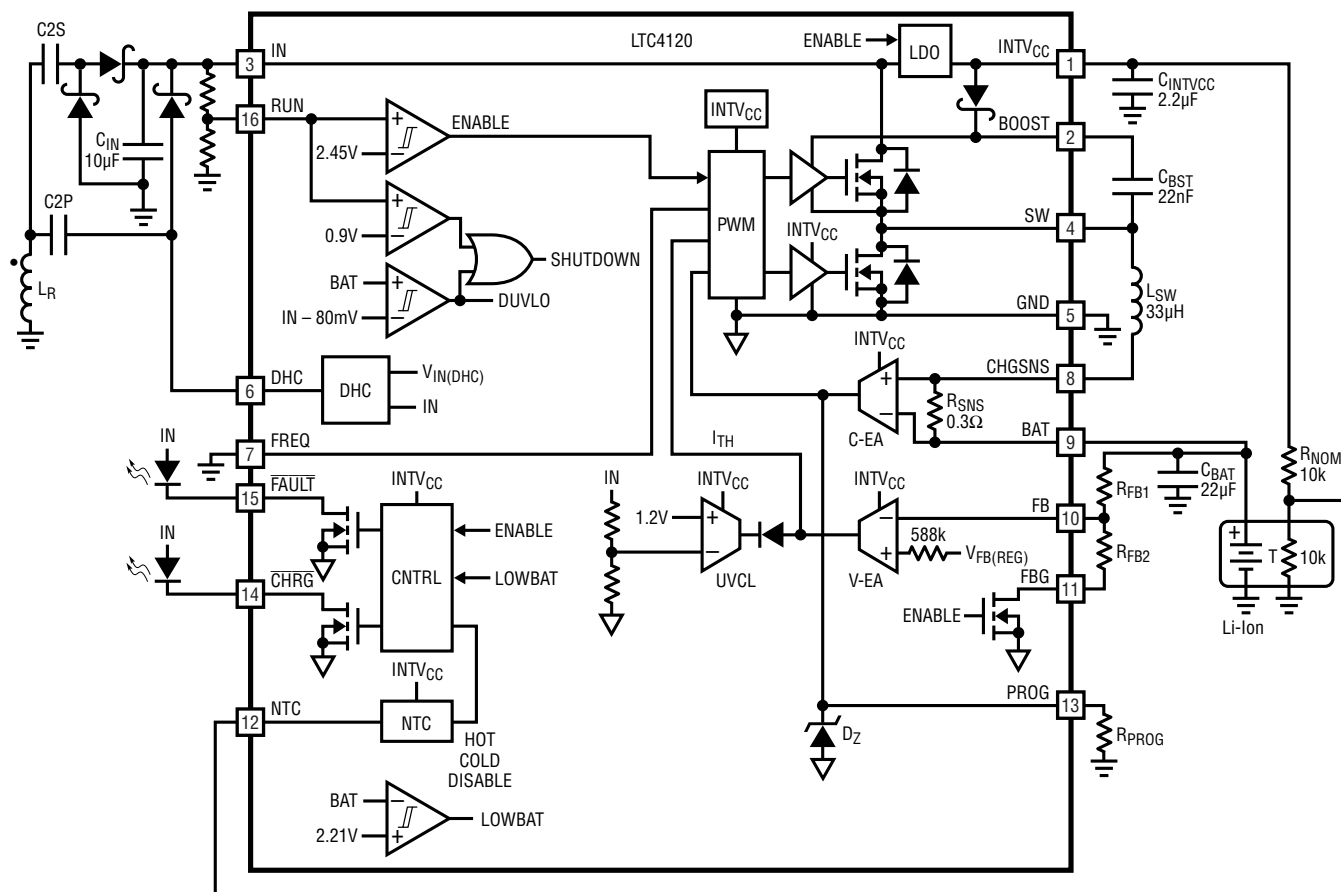 C2S
IN
3
LTC4120
ENABLE
LDO
INTVCC
1
CINTVCC
2.2µF
RUN
16
CIN
10µF
+
2.45V
−
ENABLE
INTVCC
BOOST
2
CBST
22nF
C2P
+
0.9V
−
PWM
SW
4
SHUTDOWN
INTVCC
LR
BAT
+
IN – 80mV
−
DUVLO
LSW
33µH
GND
5
INTVCC
CHGSNS
8
DHC
6
DHC
VIN(DHC)
IN
+
−
C-EA
RSNS
0.3Ω
BAT
9
IN
FREQ
7
ITH
FAULT
15
INTVCC
IN
INTVCC
INTVCC
CBAT
22µF
RFB1
RNOM
10k
1.2V
+
−
UVCL
−
+
V-EA
588k
VFB(REG)
FB
10
RFB2
+
T
10k
Li-Ion
IN
CHRG
14
CNTRL
ENABLE
LOWBAT
FBG
11
ENABLE
INTVCC
NTC
12
NTC
HOT
COLD
DISABLE
DZ
PROG
13
RPROG
BAT
−
2.21V
+
LOWBAT